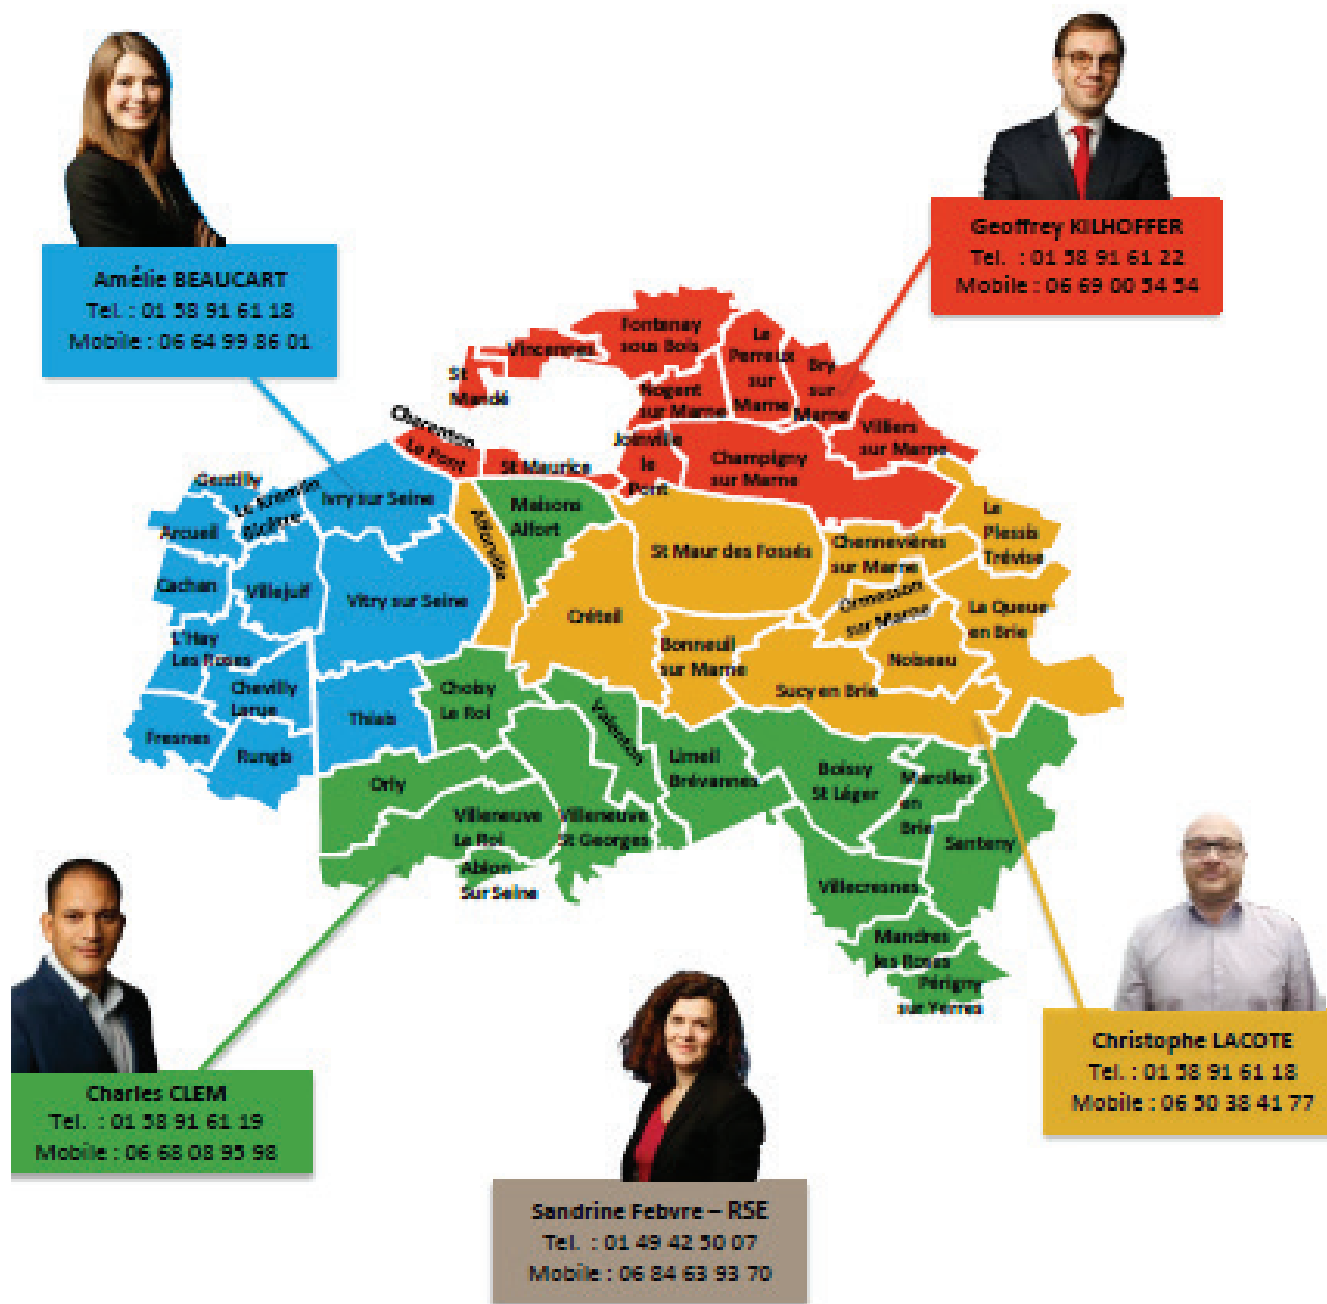 Geoffrey KILHOFFER
Tel. : 01 58 91 61 22
Mobile : 06 69 00 54 54
Amélie BEAUCART
Tel. : 01 58 91 61 18
Mobile : 06 64 99 86 01
Fontenay
sous Bois
Vincennes
St
Mandé
Le
Perreux
sur
Marne
Bry
sur
Marne
Nogent
sur Marne
Villiers
sur Marne
Charenton
Le Pont
St Maurice
Joinville
le
Pont
Champigny
sur Marne
Gentilly
Le Kremlin
Bicêtre
Ivry sur Seine
Arcueil
Cachan
Villejuif
Vitry sur Seine
Alfortville
Maisons
Alfort
St Maur des Fossés
Chennevières
sur Marne
Le
Plessis
Trévise
Ormesson
sur Marne
La Queue
en Brie
Créteil
Bonneuil
sur Marne
Noiseau
Sucy en Brie
L'Hay
Les Roses
Chevilly
Larue
Fresnes
Rungis
Thiais
Choisy
Le Roi
Valenton
Limeil
Brévannes
Boissy
St Léger
Marolles
en
Brie
Santeny
Orly
Villeneuve
Le Roi
Villeneuve
St Georges
Ablon
Sur Seine
Villecresnes
Mandres
les Roses
Périgny
sur Yerres
Christophe LACOTE
Tel. : 01 58 91 61 18
Mobile : 06 50 38 41 77
Charles CLEM
Tel. : 01 58 91 61 19
Mobile : 06 68 08 95 98
Sandrine Febvre – RSE
Tel. : 01 49 42 50 07
Mobile : 06 84 63 93 70